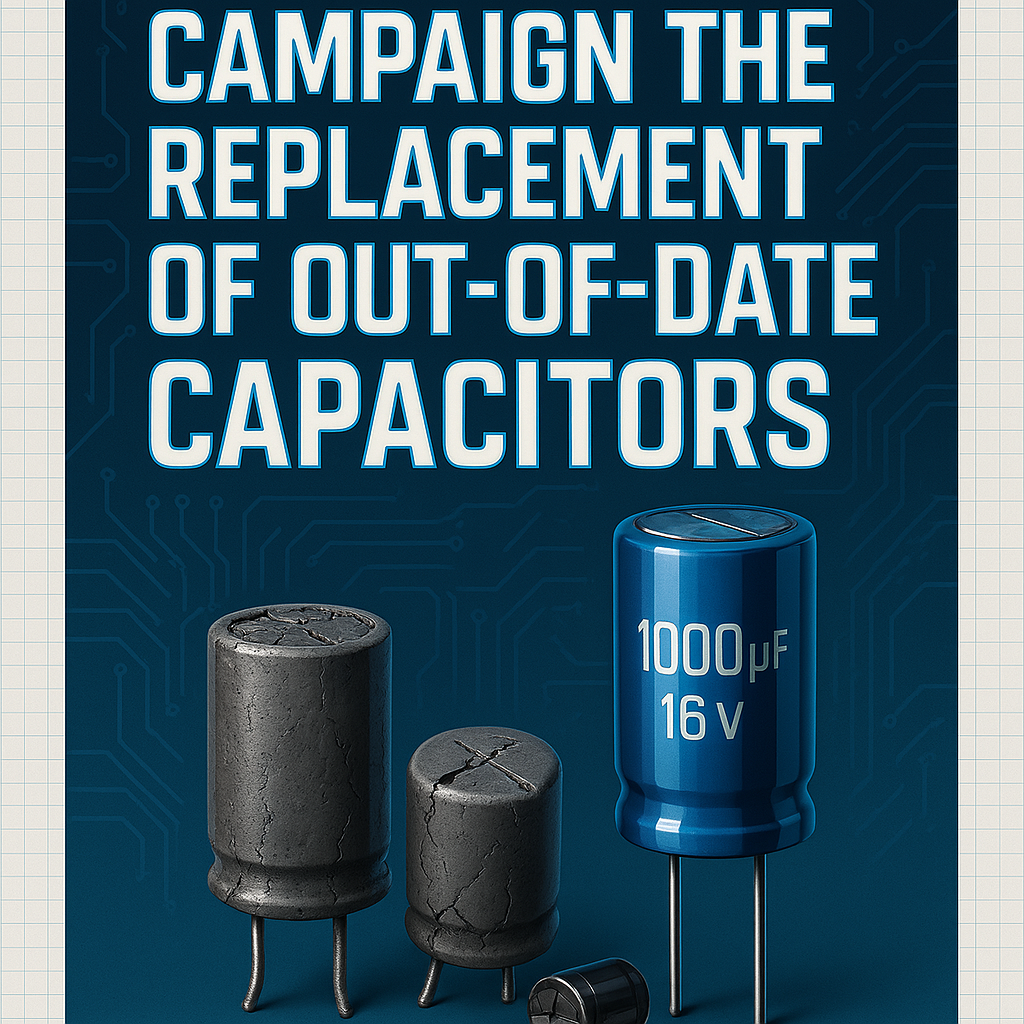 CAMPAIGN THE
REPLACEMENT
OF OUT-OF-DATE
CAPACITORS
1000µF
16 V